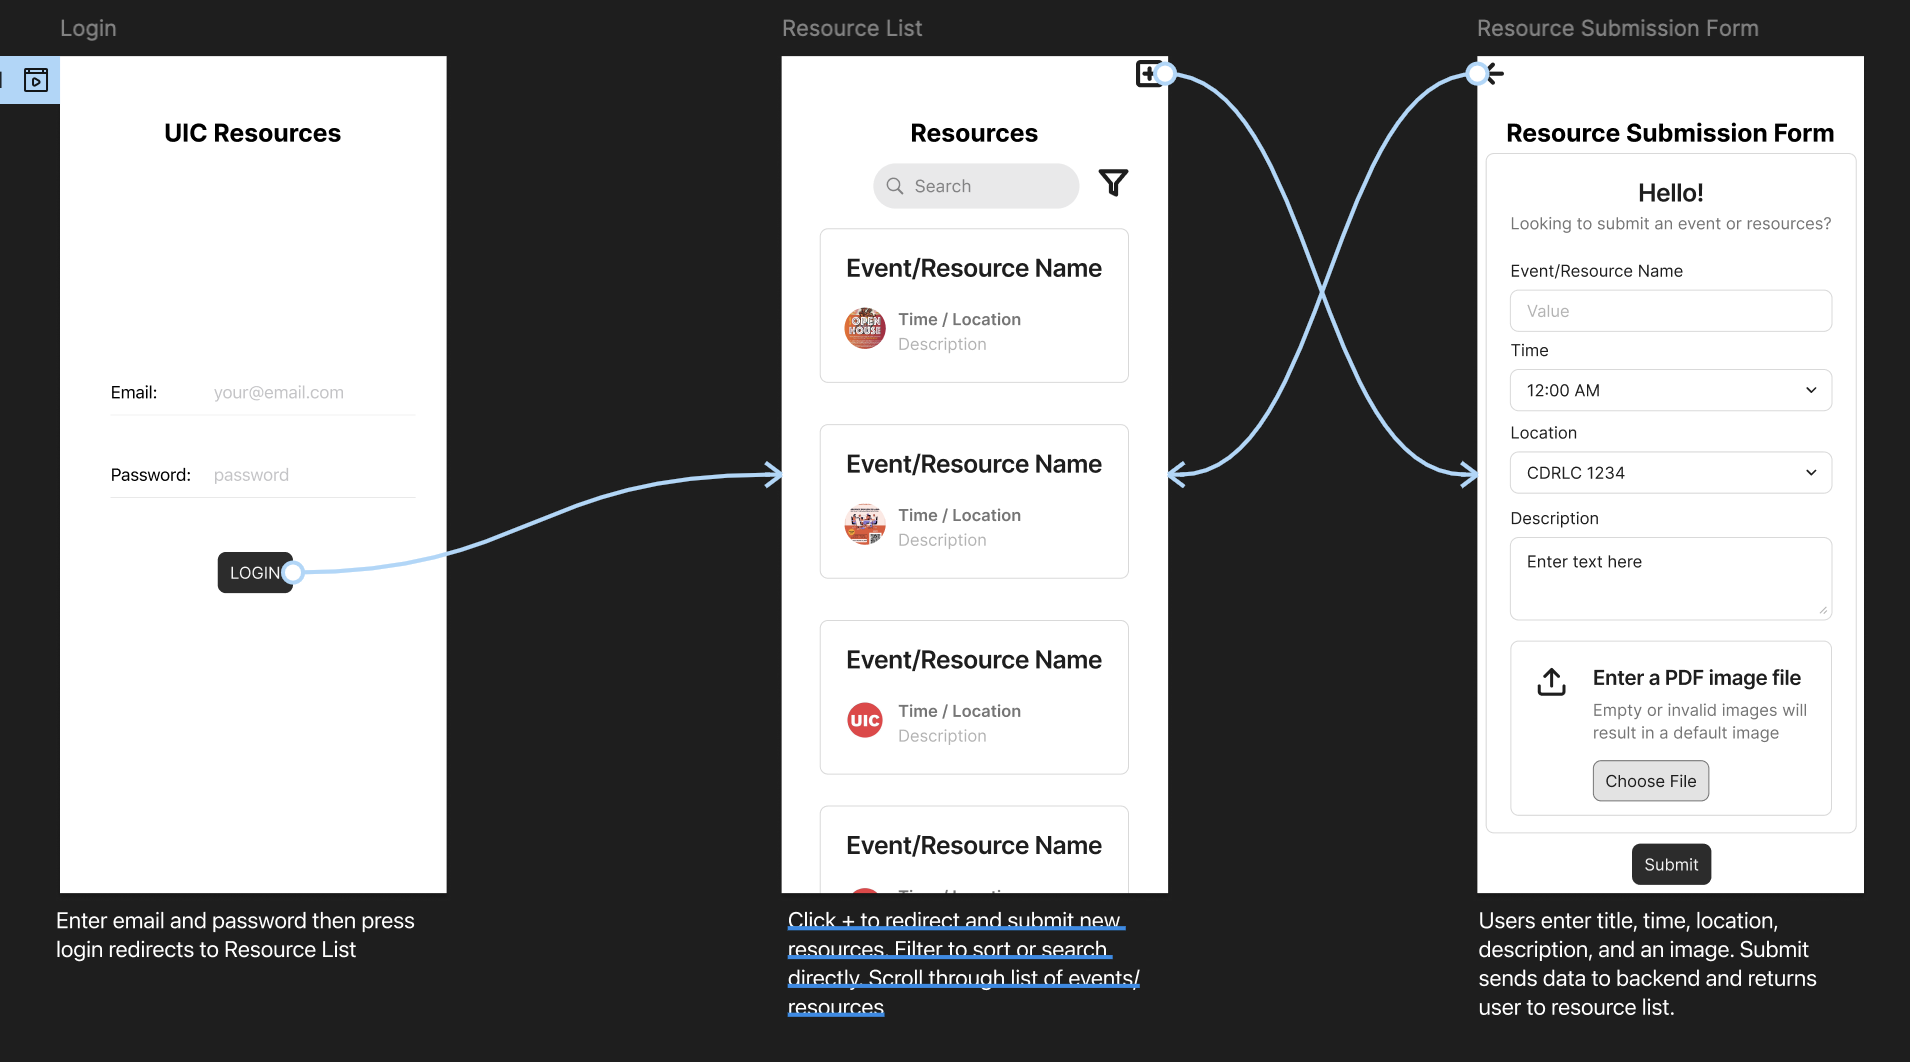 Login
UIC Resources
Email: your@email.com
Password: password
LOGIN
Enter email and password then press
login redirects to Resource List
Resource List
Resources
Search
Event/Resource Name
OPEN
HOUSE
Time / Location
Description
Event/Resource Name
Time / Location
Description
Event/Resource Name
UIC
Time / Location
Description
Event/Resource Name
Click + to redirect and submit new
resources. Filter to sort or search
directly. Scroll through list of events/
resources
Resource Submission Form
Resource Submission Form
Hello!
Looking to submit an event or resources?
Event/Resource Name
Value
Time
12:00 AM
Location
CDRLC 1234
Description
Enter text here
Enter a PDF image file
Empty or invalid images will
result in a default image
Choose File
Submit
Users enter title, time, location,
description, and an image. Submit
sends data to backend and returns
user to resource list.